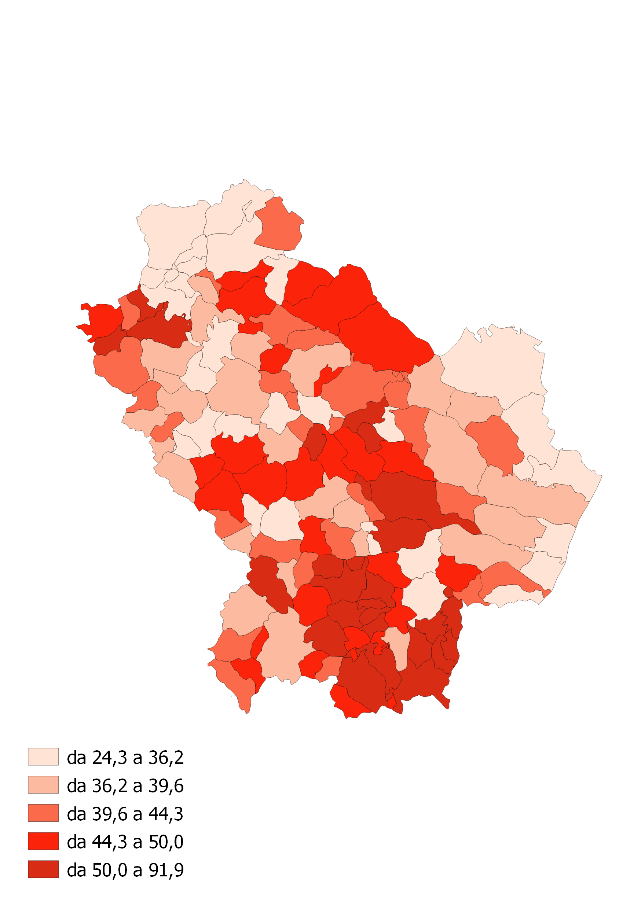 da 24,3 a 36,2
da 36,2 a 39,6
da 39,6 a 44,3
da 44,3 a 50,0
da 50,0 a 91,9